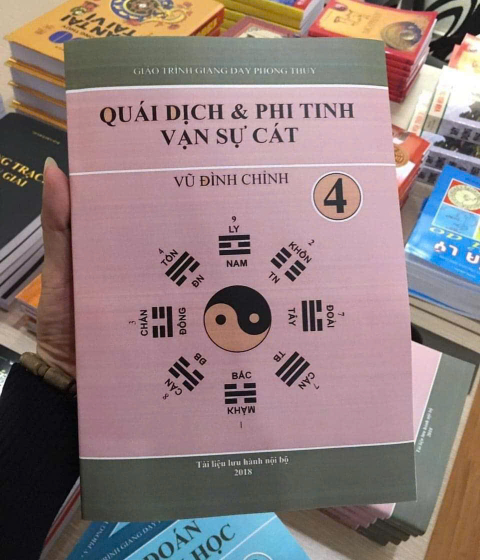 GIÁO TRÌNH GIẢNG DẠY PHONG THỦY
QUÁI DỊCH & PHI TINH
VẠN SỰ CÁT
VŨ ĐÌNH CHỈNH
4
9
LY
NAM
2
KHÔN
TN
7
ĐOÀI
TÂY
7
CÀN
TB
BẮC
KHẢM
1
8
CẤN
ĐB
3
CHẤN
ĐÔNG
4
TỐN
ĐN
Tài liệu lưu hành nội bộ
2018